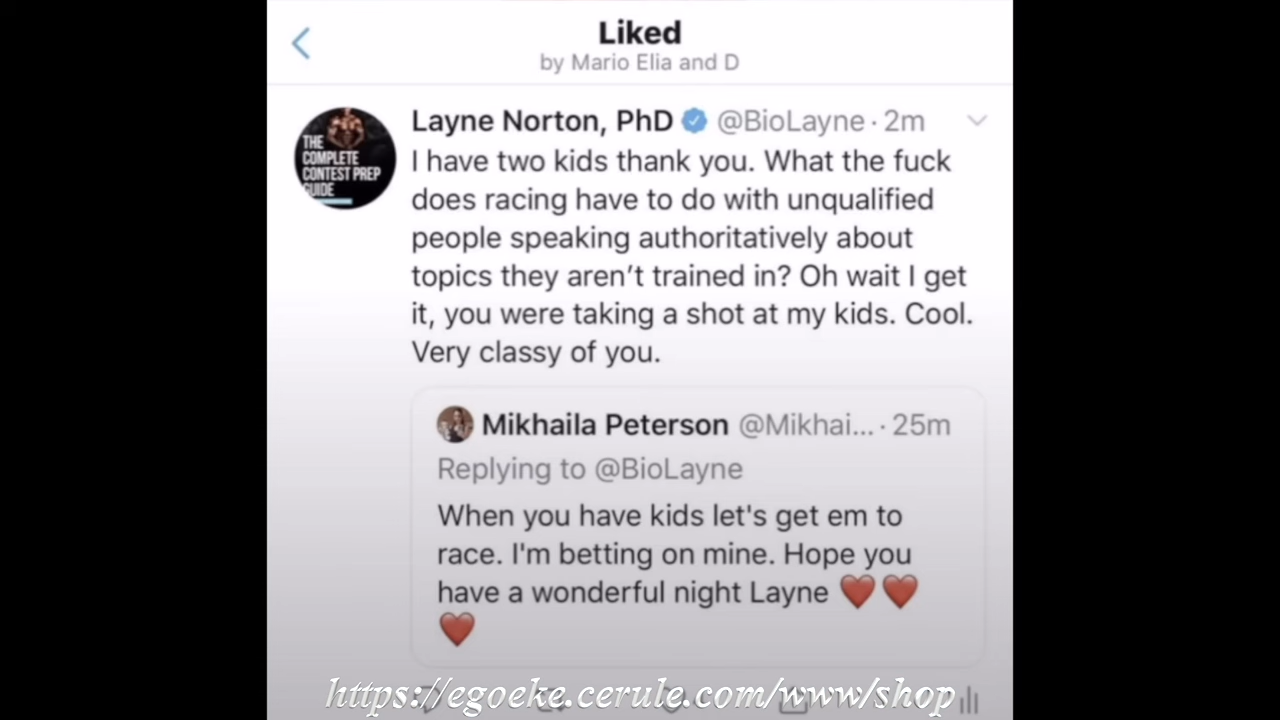 Liked
by Mario Elia and D
THE
COMPLETE
CONTEST PREP
GUIDE
Layne Norton, PhD @BioLayne · 2m
I have two kids thank you. What the fuck
does racing have to do with unqualified
people speaking authoritatively about
topics they aren’t trained in? Oh wait I get
it, you were taking a shot at my kids. Cool.
Very classy of you.
Mikhaila Peterson @Mikhai... · 25m
Replying to @BioLayne
When you have kids let's get em to
race. I'm betting on mine. Hope you
have a wonderful night Layne ❤️❤️
❤️
https://egoeke.cerule.com/www/shop